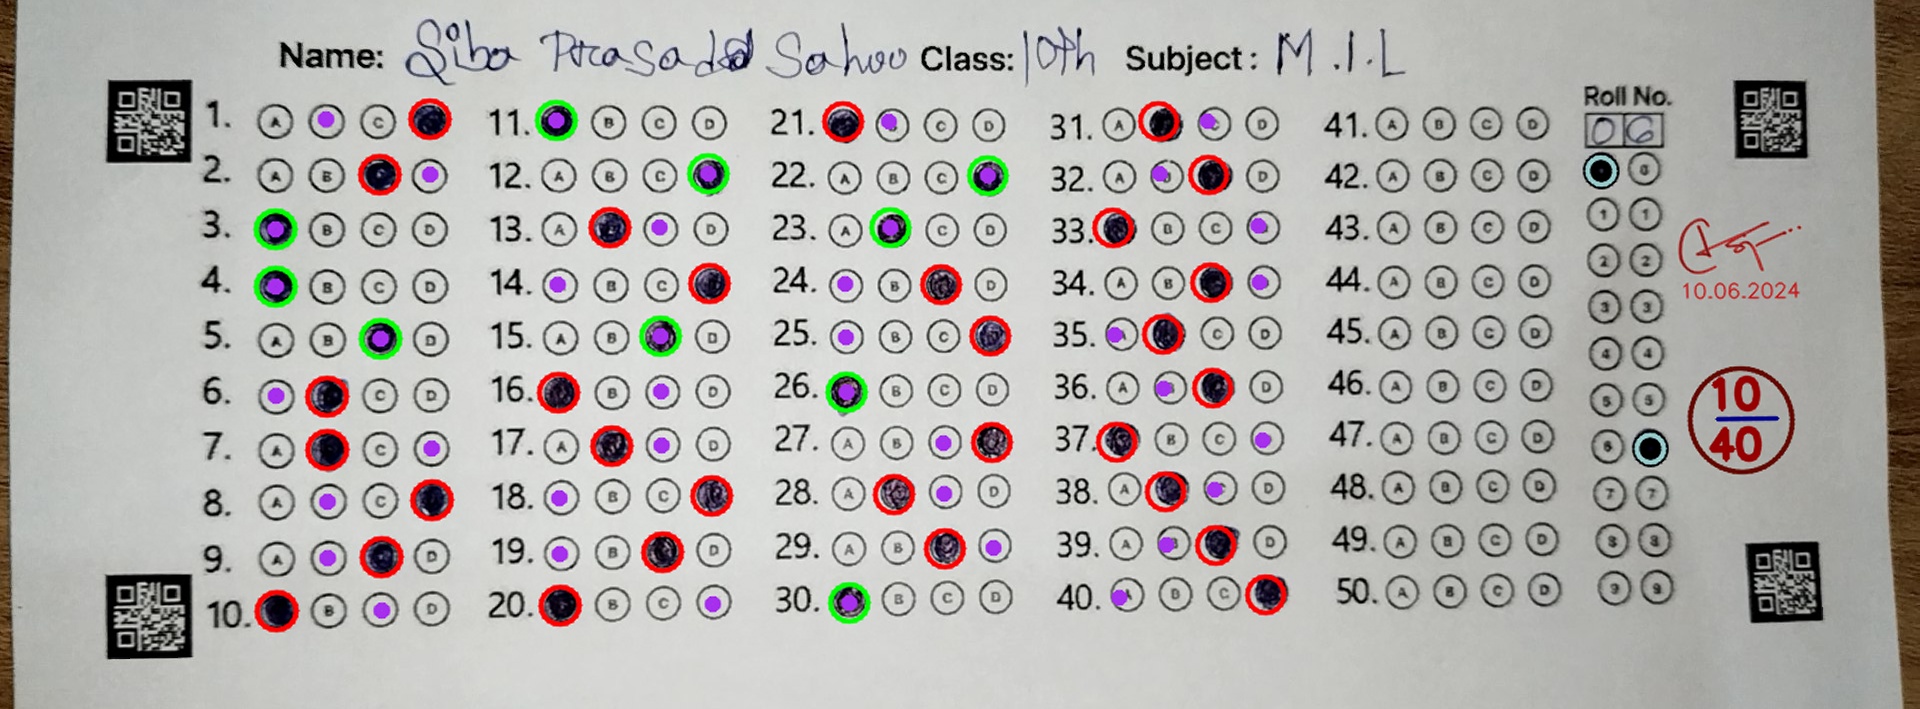 Name: Siba Prasad Sahoo Class: 10th Subject : M.I.L
Roll No.
06
1. A C 11. B C D 21. C D 31. A D 41. A B C D
2. A B 12. A B C 22. A B C 32. A D 42. A B C D 0
3. B C D 13. A D 23. A C D 33. B C 43. A B C D 1 1
4. B C D 14. B C 24. B D 34. A B 44. A B C D 2 2
10.06.2024
5. A B D 15. A B D 25. B C 35. C D 45. A B C D 3 3
4 4
6. C D 16. B D 26. B C D 36. A D 46. A B C D 5 5
10
40
7. A C 17. A D 27. A B 37. B C 47. A B C D 6
8. A C 18. B C 28. A D 38. A D 48. A B C D 7 7
9. A D 19. B D 29. A B 39. A D 49. A B C D 8 8
10. B D 20. B C 30. B C D 40. B C 50. A B C D 9 9